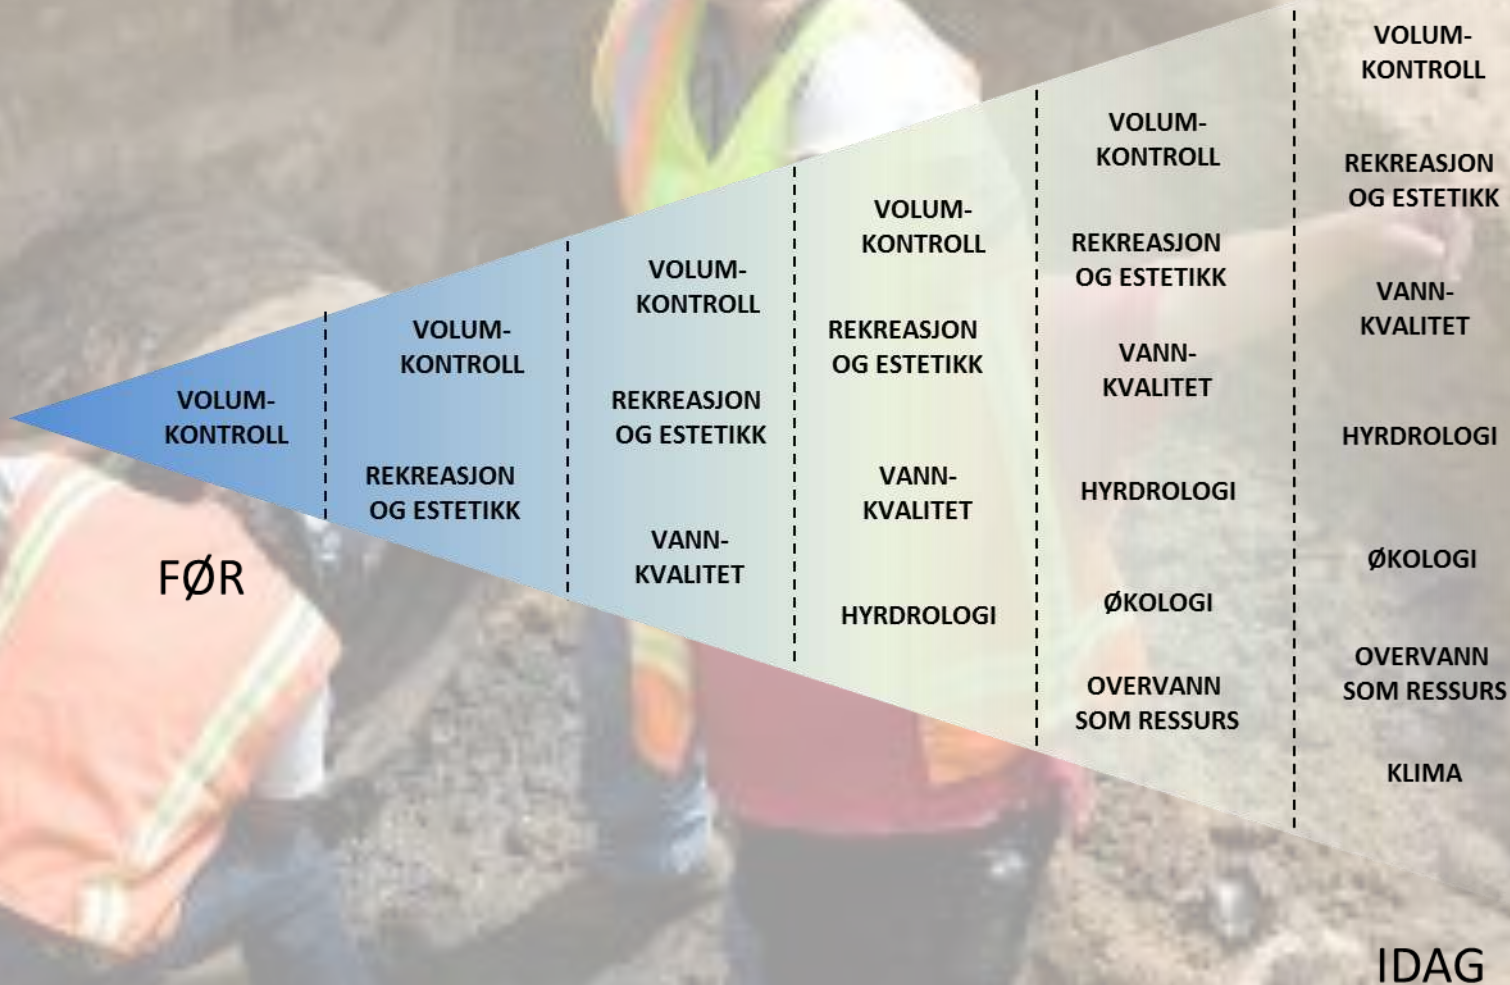 VOLUM-
KONTROLL
VOLUM-
KONTROLL
REKREASJON
OG ESTETIKK
VOLUM-
KONTROLL
REKREASJON
OG ESTETIKK
VANN-
KVALITET
VOLUM-
KONTROLL
REKREASJON
OG ESTETIKK
VANN-
KVALITET
HYRDROLOGI
VOLUM-
KONTROLL
REKREASJON
OG ESTETIKK
VANN-
KVALITET
HYRDROLOGI
ØKOLOGI
OVERVANN
SOM RESSURS
VOLUM-
KONTROLL
REKREASJON
OG ESTETIKK
VANN-
KVALITET
HYRDROLOGI
ØKOLOGI
OVERVANN
SOM RESSURS
KLIMA
FØR
IDAG